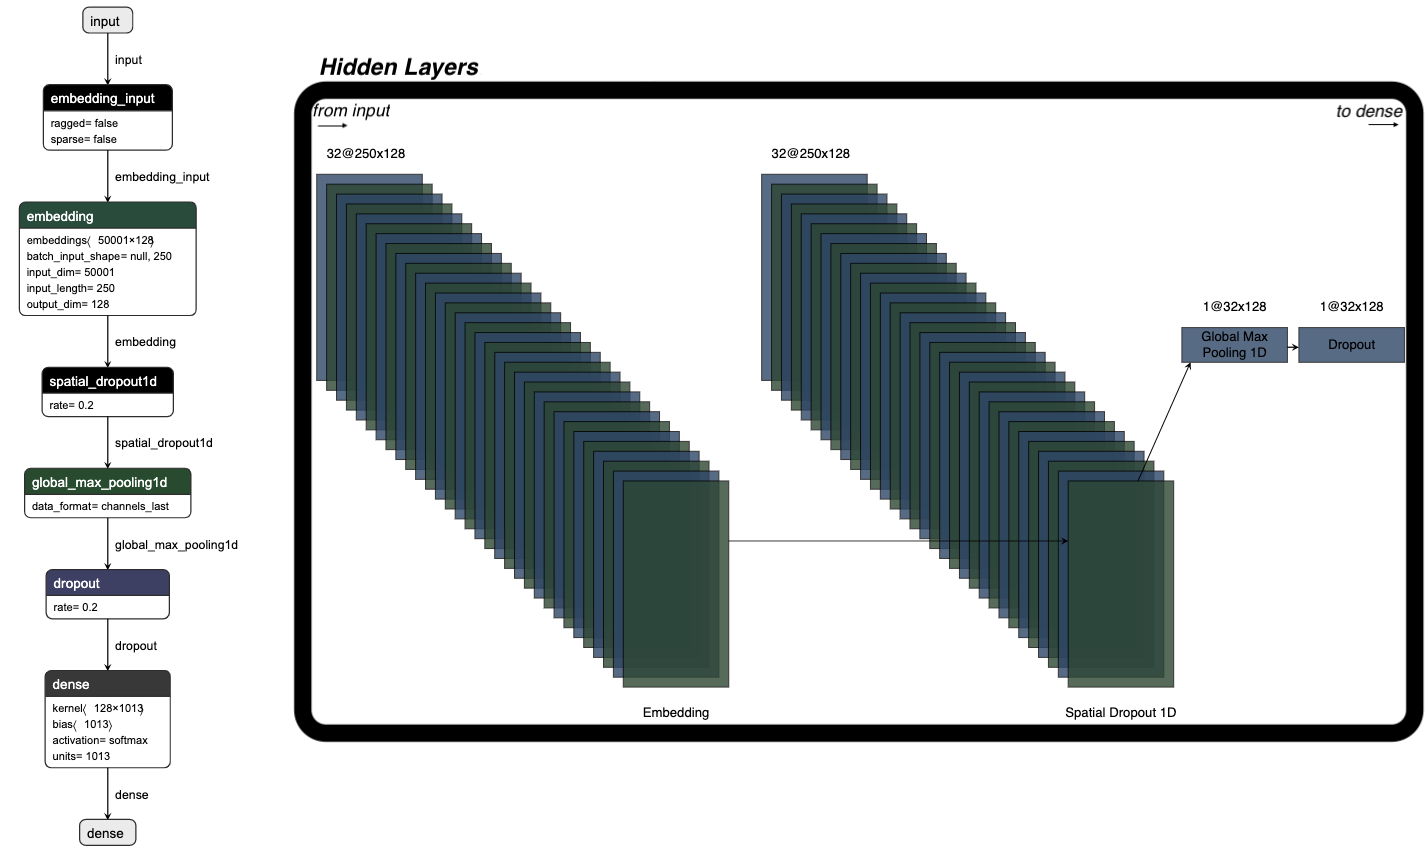 input
input
embedding_input
ragged= false
sparse= false
embedding_input
embedding
embeddings⟨ 50001×128⟩
batch_input_shape= null, 250
input_dim= 50001
input_length= 250
output_dim= 128
embedding
spatial_dropout1d
rate= 0.2
spatial_dropout1d
global_max_pooling1d
data_format= channels_last
global_max_pooling1d
dropout
rate= 0.2
dropout
dense
kernel⟨ 128×1013⟩
bias⟨ 1013⟩
activation= softmax
units= 1013
dense
dense
Hidden Layers
from input
to dense
32@250x128
32@250x128
1@32x128
1@32x128
Global Max
Pooling 1D
Dropout
Embedding
Spatial Dropout 1D